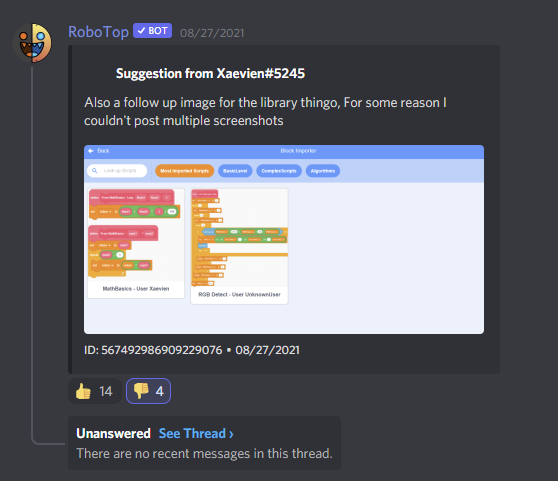 RoboTop ✓ BOT 08/27/2021
Suggestion from Xaevien#5245
Also a follow up image for the library thingo, For some reason I
couldn't post multiple screenshots
Back
Block Importer
Look up Scripts
Most Imported Scripts
BasicLevel
ComplexScripts
Algorithms
MathBasics - User Xaevien
RGB Detect - User UnknownUser
ID: 567492986909229076 • 08/27/2021
👍 14 👎 4
Unanswered See Thread ›
There are no recent messages in this thread.